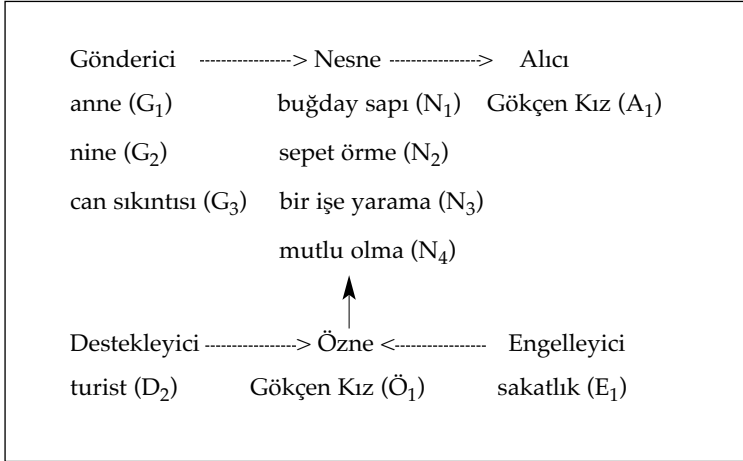 Gönderici ----------------> Nesne ----------------> Alıcı
anne (G₁) buğday sapı (N₁) Gökçen Kız (A₁)
nine (G₂) sepet örme (N₂)
can sıkıntısı (G₃) bir işe yarama (N₃)
mutlu olma (N₄)
Destekleyici ----------------> Özne <---------------- Engelleyici
turist (D₂) Gökçen Kız (Ö₁) sakatlık (E₁)